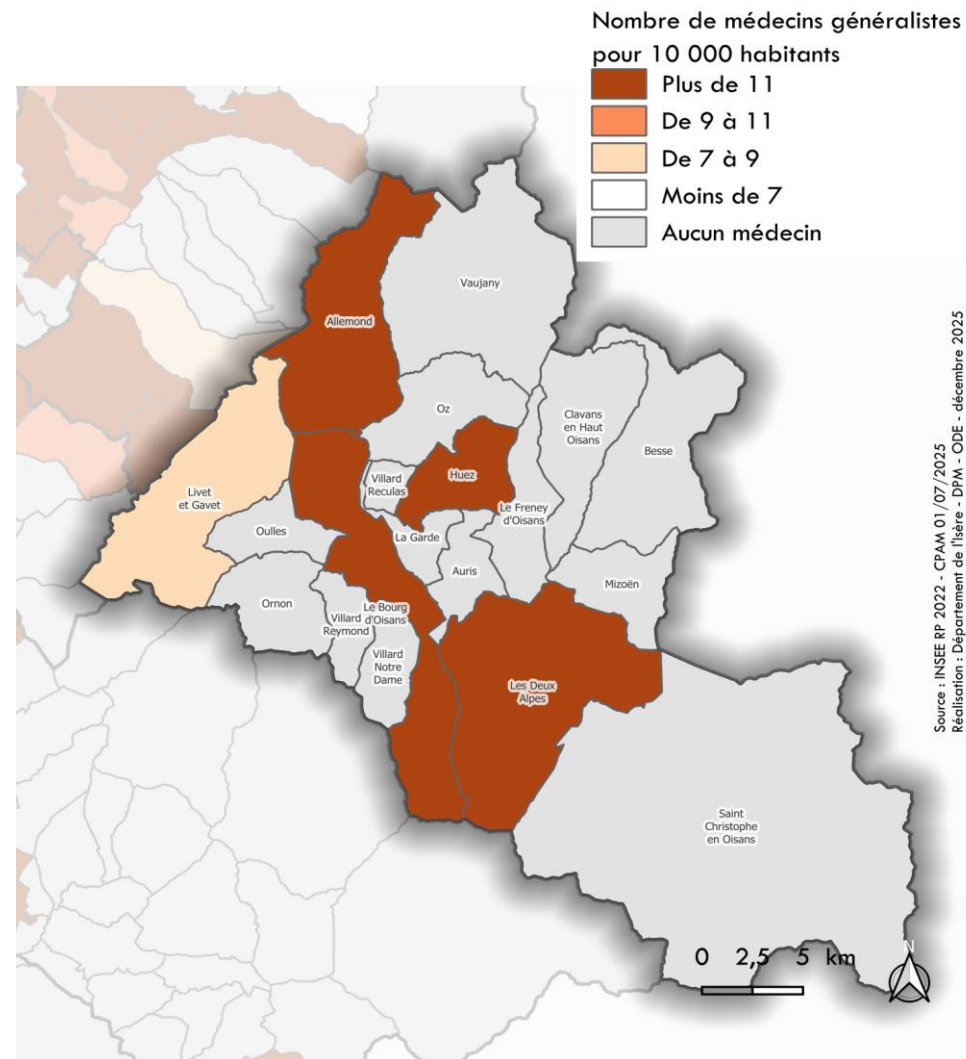 Nombre de médecins généralistes
pour 10 000 habitants
Plus de 11
De 9 à 11
De 7 à 9
Moins de 7
Aucun médecin
Vaujany
Allemond
Oz
Clavans
en Haut
Oisans
Besse
Huez
Villard
Reculas
Livet
et Gavet
Le Freney
d'Oisans
Oulles
La Garde
Auris
Mizoën
Ornon
Le Bourg
d'Oisans
Villard
Reymond
Villard
Notre
Dame
Les Deux
Alpes
Saint
Christophe
en Oisans
0 2,5 5 km
N
Source : INSEE RP 2022 - CPAM 01/07/2025
Réalisation : Département de l'Isère - DPM - ODE - décembre 2025